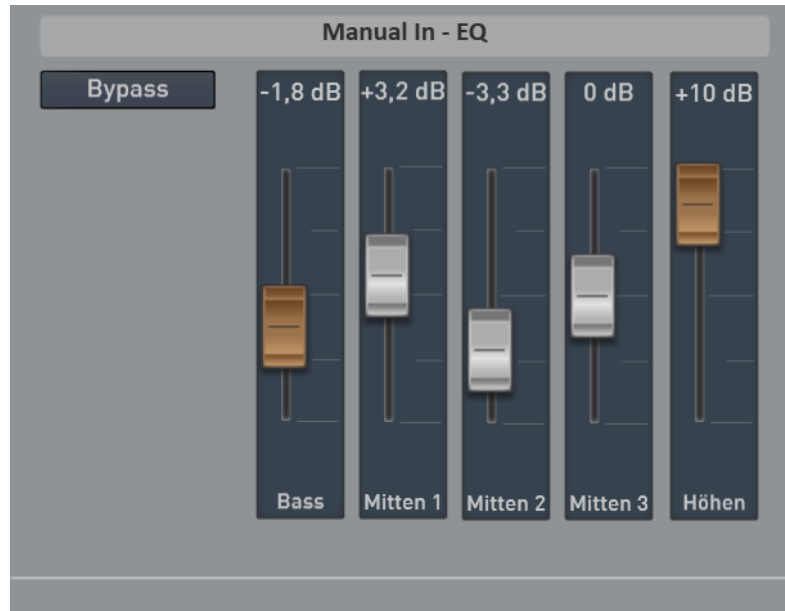 Manual In - EQ
Bypass
-1,8 dB
+3,2 dB
-3,3 dB
0 dB
+10 dB
Bass
Mitten 1
Mitten 2
Mitten 3
Höhen